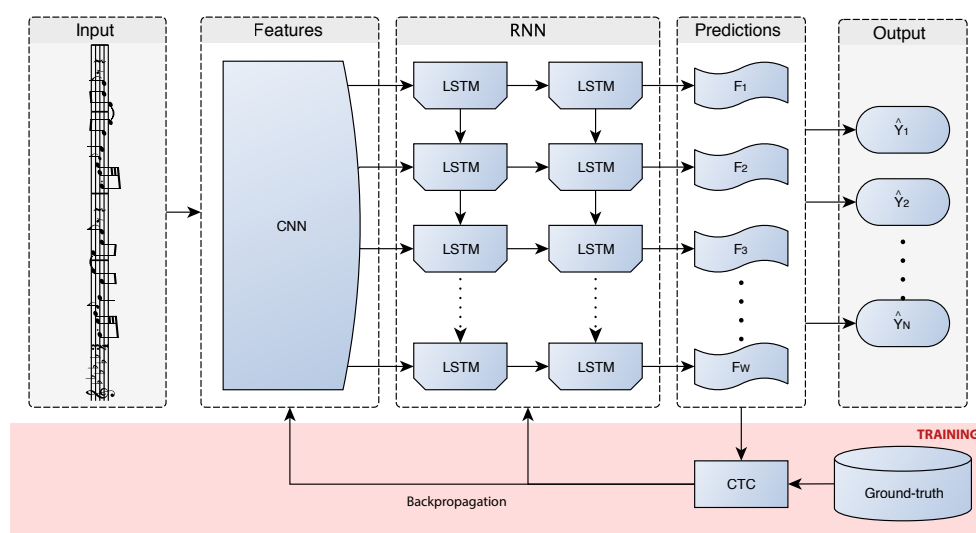 Input
Features
RNN
Predictions
Output
CNN
LSTM
LSTM
F1
LSTM
LSTM
F2
LSTM
LSTM
F3
LSTM
LSTM
FW
Ŷ1
Ŷ2
ŶN
TRAINING
CTC
Ground-truth
Backpropagation